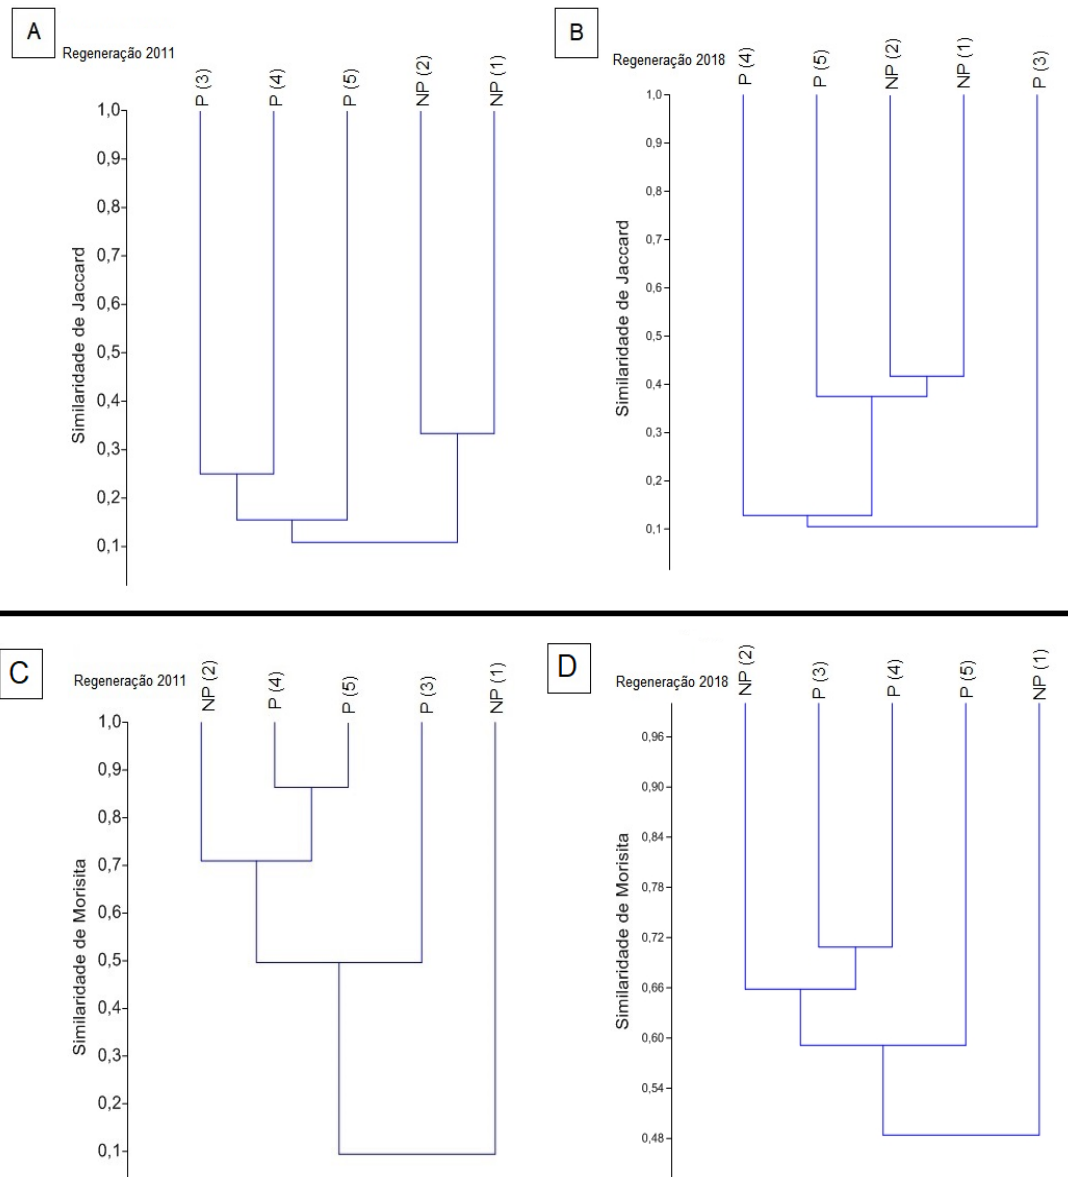 A
Regeneração 2011
P (3)
P (4)
P (5)
NP (2)
NP (1)
1,0
0,9
0,8
0,7
0,6
0,5
0,4
0,3
0,2
0,1
Similaridade de Jaccard
B
Regeneração 2018
P (4)
P (5)
NP (2)
NP (1)
P (3)
1,0
0,9
0,8
0,7
0,6
0,5
0,4
0,3
0,2
0,1
Similaridade de Jaccard
C
Regeneração 2011
NP (2)
P (4)
P (5)
P (3)
NP (1)
1,0
0,9
0,8
0,7
0,6
0,5
0,4
0,3
0,2
0,1
Similaridade de Morisita
D
Regeneração 2018
NP (2)
P (3)
P (4)
P (5)
NP (1)
0,96
0,90
0,84
0,78
0,72
0,66
0,60
0,54
0,48
Similaridade de Morisita